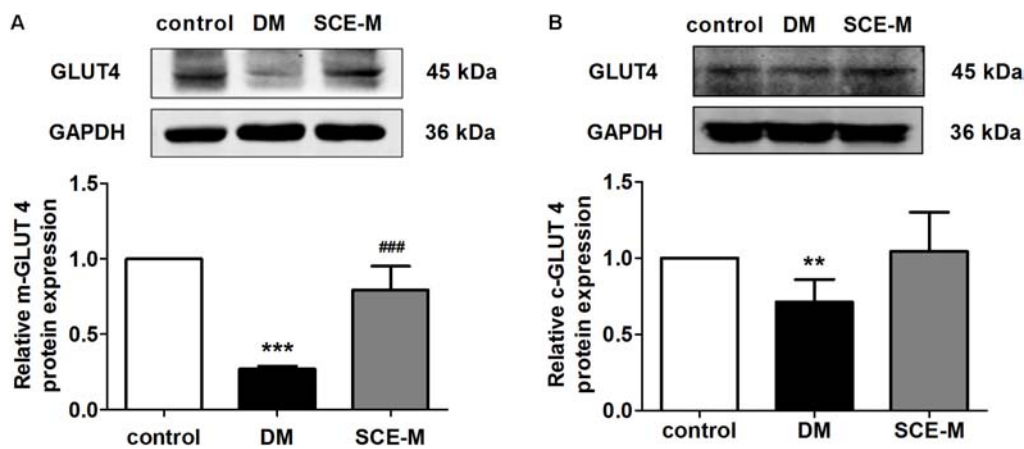 A
control DM SCE-M
GLUT4
45 kDa
GAPDH
36 kDa
Relative m-GLUT 4
protein expression
1.5
1.0
0.5
0.0
***
###
control DM SCE-M
B
control DM SCE-M
GLUT4
45 kDa
GAPDH
36 kDa
Relative c-GLUT 4
protein expression
1.5
1.0
0.5
0.0
**
control DM SCE-M